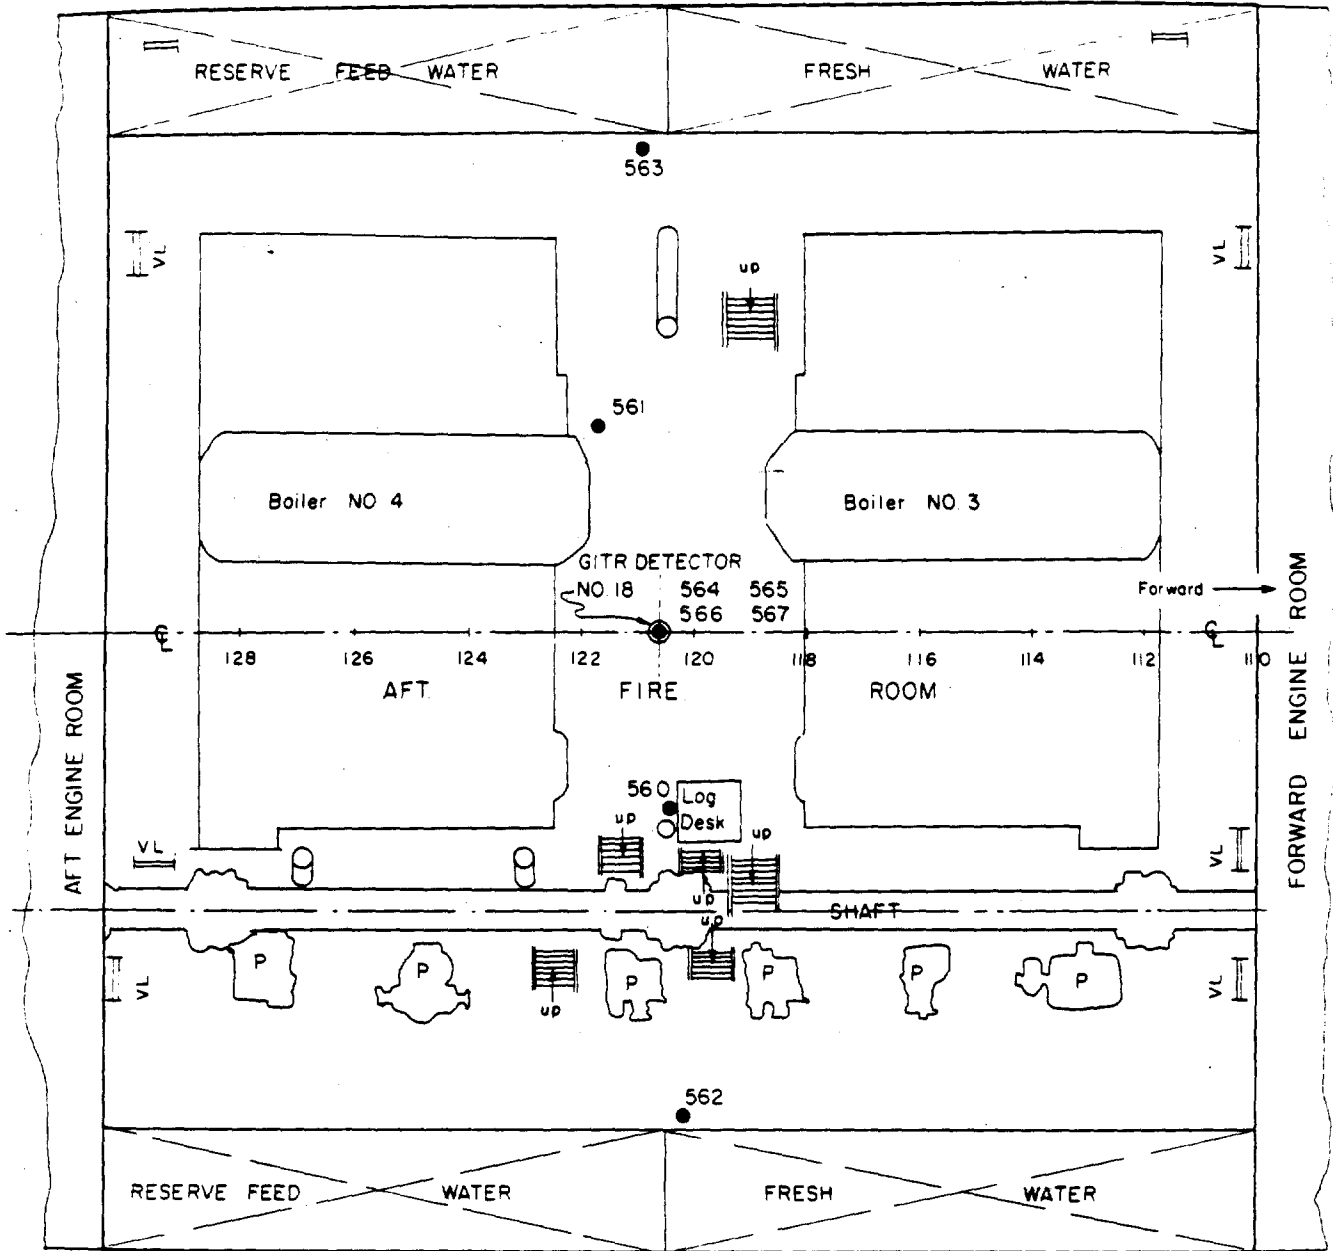 RESERVE FEED WATER
FRESH WATER
563
VL
VL
up
561
Boiler NO 4
Boiler NO. 3
GITR DETECTOR
NO. 18 564 565
566 567
Forward
℄
℄
128 126 124 122 120 118 116 114 112 110
AFT. FIRE ROOM
AFT ENGINE ROOM
FORWARD ENGINE ROOM
560
Log
Desk
up
up
VL
VL
up
SHAFT
up
P
P
P
P
P
P
VL
VL
up
562
RESERVE FEED WATER
FRESH WATER